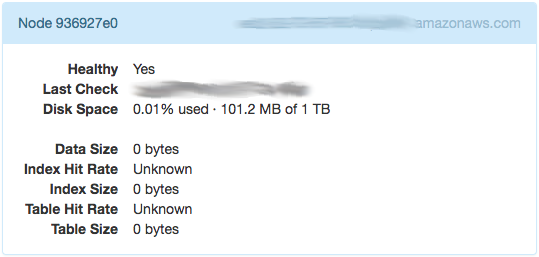 Node 936927e0 amazonaws.com
Healthy Yes
Last Check
Disk Space 0.01% used · 101.2 MB of 1 TB
Data Size 0 bytes
Index Hit Rate Unknown
Index Size 0 bytes
Table Hit Rate Unknown
Table Size 0 bytes